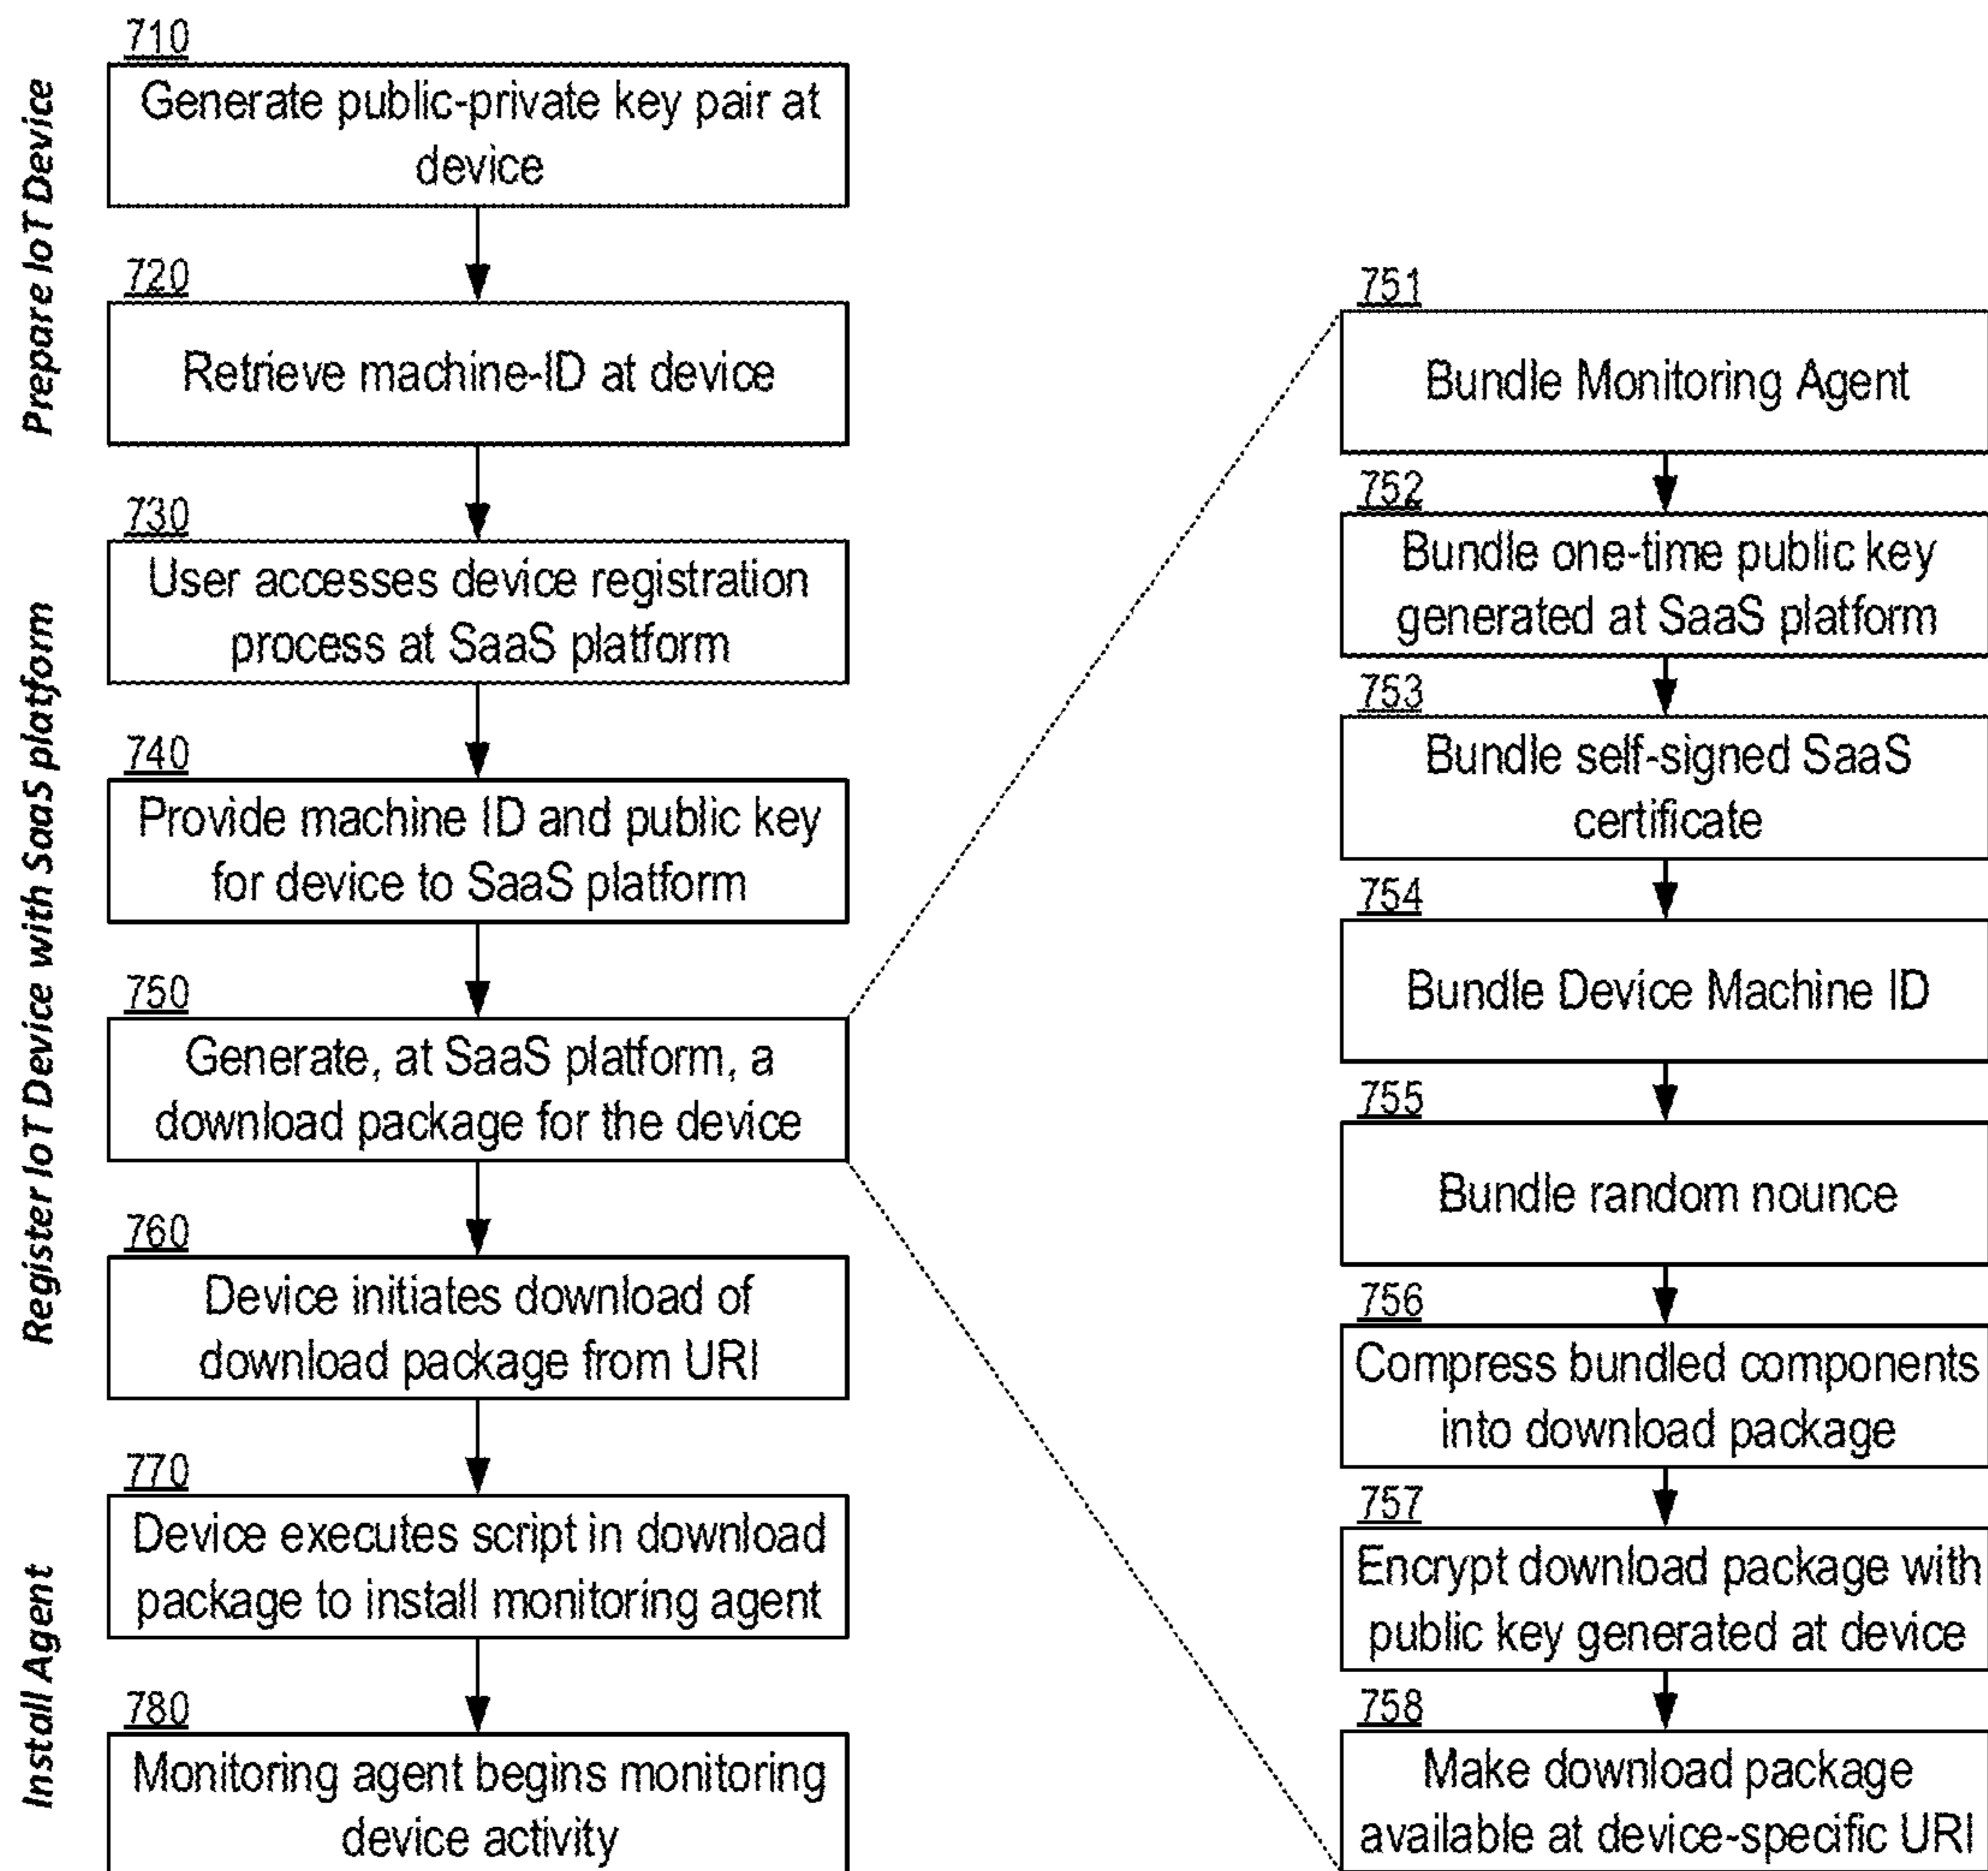 Prepare IoT Device
710
Generate public-private key pair at
device
720
Retrieve machine-ID at device
Register IoT Device with SaaS platform
730
User accesses device registration
process at SaaS platform
740
Provide machine ID and public key
for device to SaaS platform
750
Generate, at SaaS platform, a
download package for the device
760
Device initiates download of
download package from URI
Install Agent
770
Device executes script in download
package to install monitoring agent
780
Monitoring agent begins monitoring
device activity
751
Bundle Monitoring Agent
752
Bundle one-time public key
generated at SaaS platform
753
Bundle self-signed SaaS
certificate
754
Bundle Device Machine ID
755
Bundle random nounce
756
Compress bundled components
into download package
757
Encrypt download package with
public key generated at device
758
Make download package
available at device-specific URI